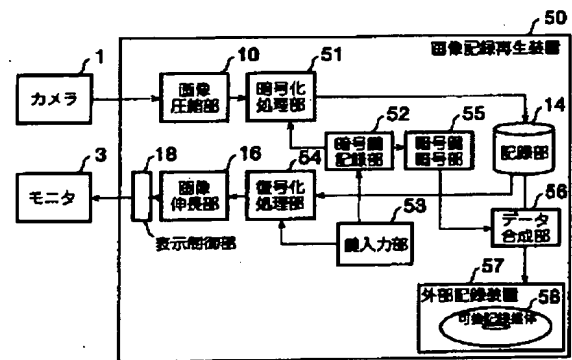 50
画像記録再生装置
1
カメラ
10
画像
圧縮部
51
暗号化
処理部
52
暗号鍵
記録部
55
暗号鍵
暗号部
14
記録部
3
モニタ
18
16
画像
伸長部
54
復号化
処理部
53
鍵入力部
56
データ
合成部
表示制御部
57
外部記録装置
58
可換記録媒体